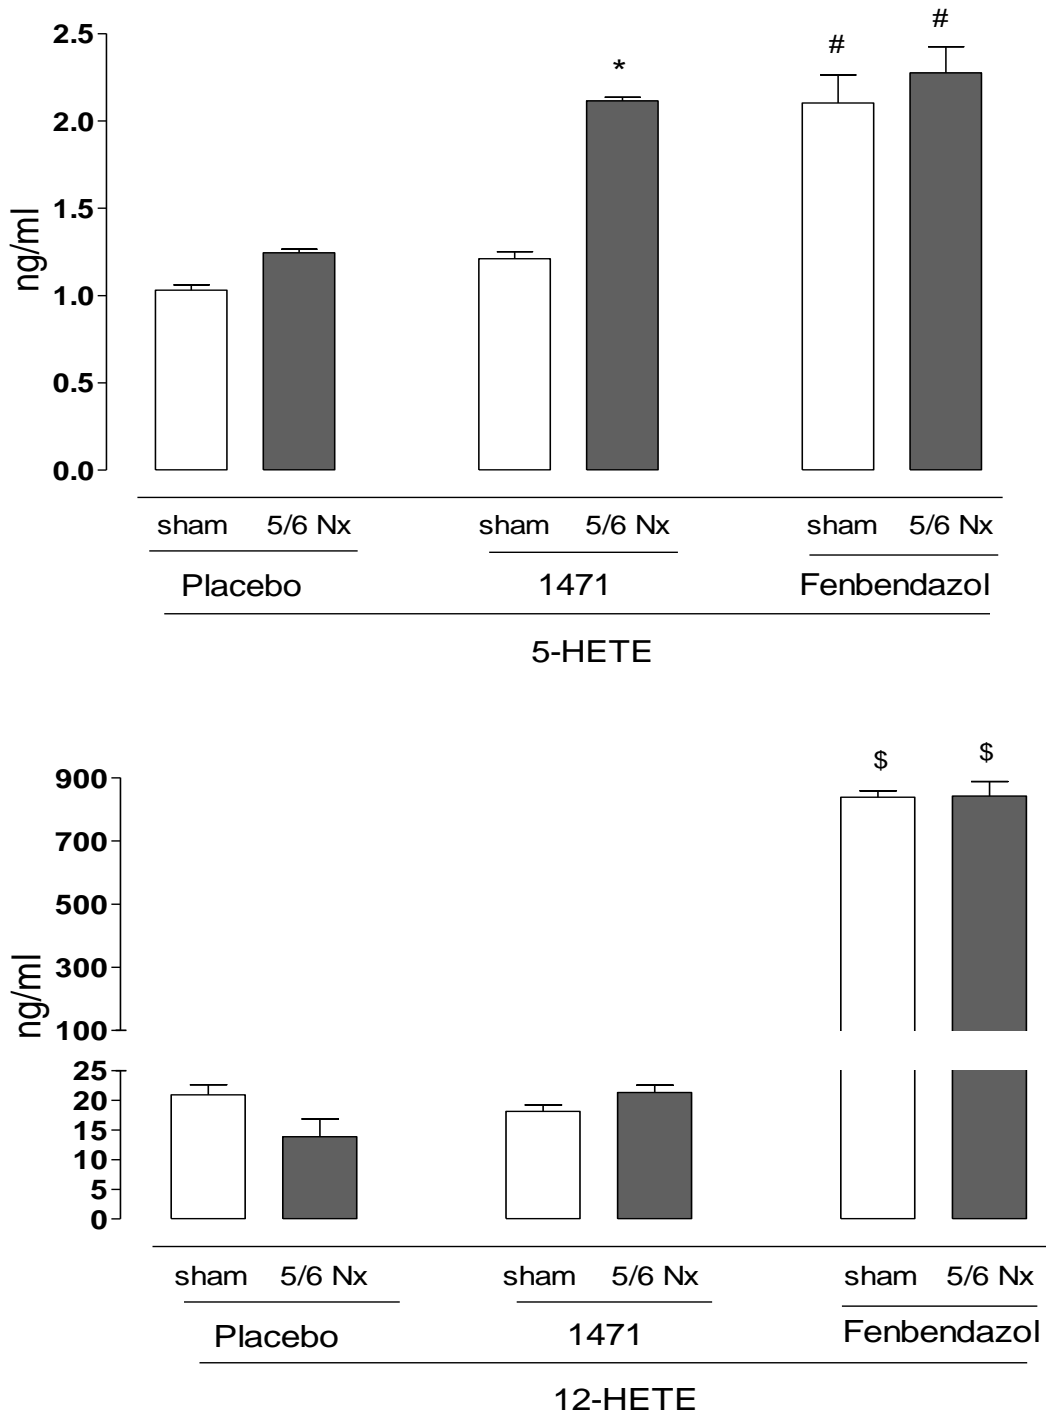 #
#
2.5
*
2.0
1.5
1.0
0.5
0.0
ng/ml
sham 5/6 Nx sham 5/6 Nx sham 5/6 Nx
Placebo 1471 Fenbendazol
5-HETE
$
$
900
700
500
300
100
25
20
15
10
5
0
ng/ml
sham 5/6 Nx sham 5/6 Nx sham 5/6 Nx
Placebo 1471 Fenbendazol
12-HETE